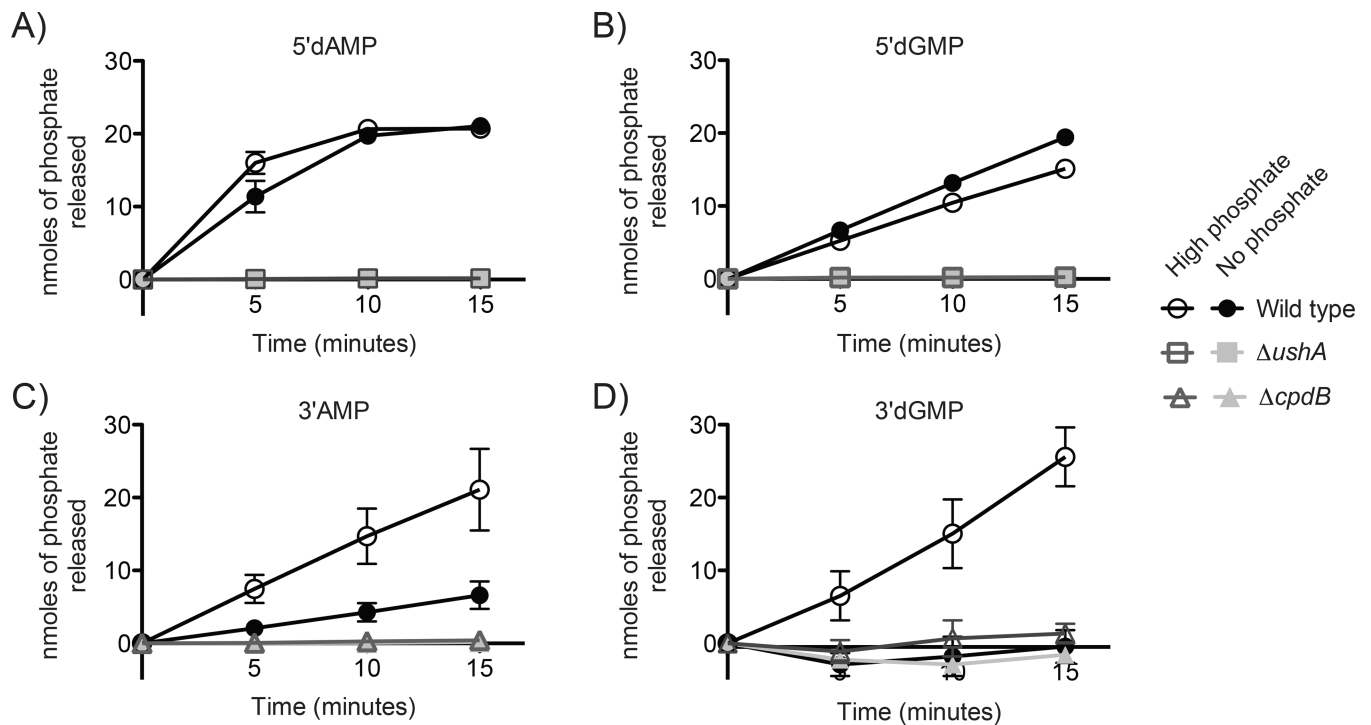 A)
5'dAMP
nmoles of phosphate
released
30
20
10
0
5
10
15
Time (minutes)
B)
5'dGMP
nmoles of phosphate
released
30
20
10
0
5
10
15
Time (minutes)
High phosphate
No phosphate
Wild type
ΔushA
ΔcpdB
C)
3'AMP
nmoles of phosphate
released
30
20
10
0
5
10
15
Time (minutes)
D)
3'dGMP
nmoles of phosphate
released
30
20
10
0
10
15
Time (minutes)